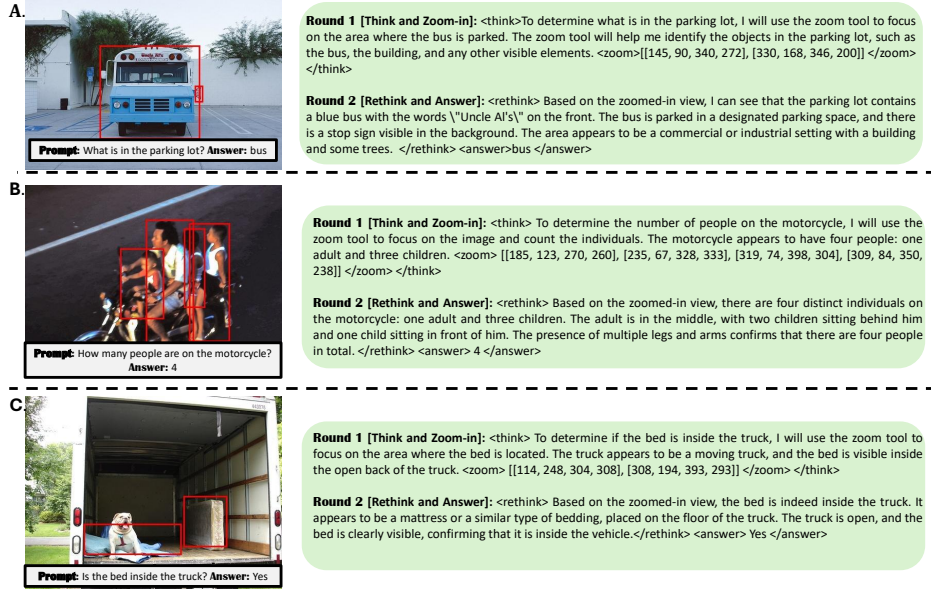 A.
Prompt: What is in the parking lot? Answer: bus
Round 1 [Think and Zoom-in]: <think>To determine what is in the parking lot, I will use the zoom tool to focus
on the area where the bus is parked. The zoom tool will help me identify the objects in the parking lot, such
as the bus, the building, and any other visible elements. <zoom>[[145, 90, 340, 272], [330, 168, 346, 200]] </zoom>
</think>
Round 2 [Rethink and Answer]: <rethink> Based on the zoomed-in view, I can see that the parking lot contains
a blue bus with the words \"Uncle Al's\" on the front. The bus is parked in a designated parking space, and there
is a stop sign visible in the background. The area appears to be a commercial or industrial setting with a building
and some trees.  </rethink> <answer>bus </answer>
B.
Prompt: How many people are on the motorcycle?
Answer: 4
Round 1 [Think and Zoom-in]: <think> To determine the number of people on the motorcycle, I will use the
zoom tool to focus on the image and count the individuals. The motorcycle appears to have four people: one
adult and three children. <zoom> [[185, 123, 270, 260], [235, 67, 328, 333], [319, 74, 398, 304], [309, 84, 350,
238]] </zoom> </think>
Round 2 [Rethink and Answer]: <rethink> Based on the zoomed-in view, there are four distinct individuals on
the motorcycle: one adult and three children. The adult is in the middle, with two children sitting behind him
and one child sitting in front of him. The presence of multiple legs and arms confirms that there are four people
in total. </rethink> <answer> 4 </answer>
C.
Prompt: Is the bed inside the truck? Answer: Yes
Round 1 [Think and Zoom-in]: <think> To determine if the bed is inside the truck, I will use the zoom tool to
focus on the area where the bed is located. The truck appears to be a moving truck, and the bed is visible inside
the open back of the truck. <zoom> [[114, 248, 304, 308], [308, 194, 393, 293]] </zoom> </think>
Round 2 [Rethink and Answer]: <rethink> Based on the zoomed-in view, the bed is indeed inside the truck. It
appears to be a mattress or a similar type of bedding, placed on the floor of the truck. The truck is open, and the
bed is clearly visible, confirming that it is inside the vehicle.</rethink> <answer> Yes </answer>